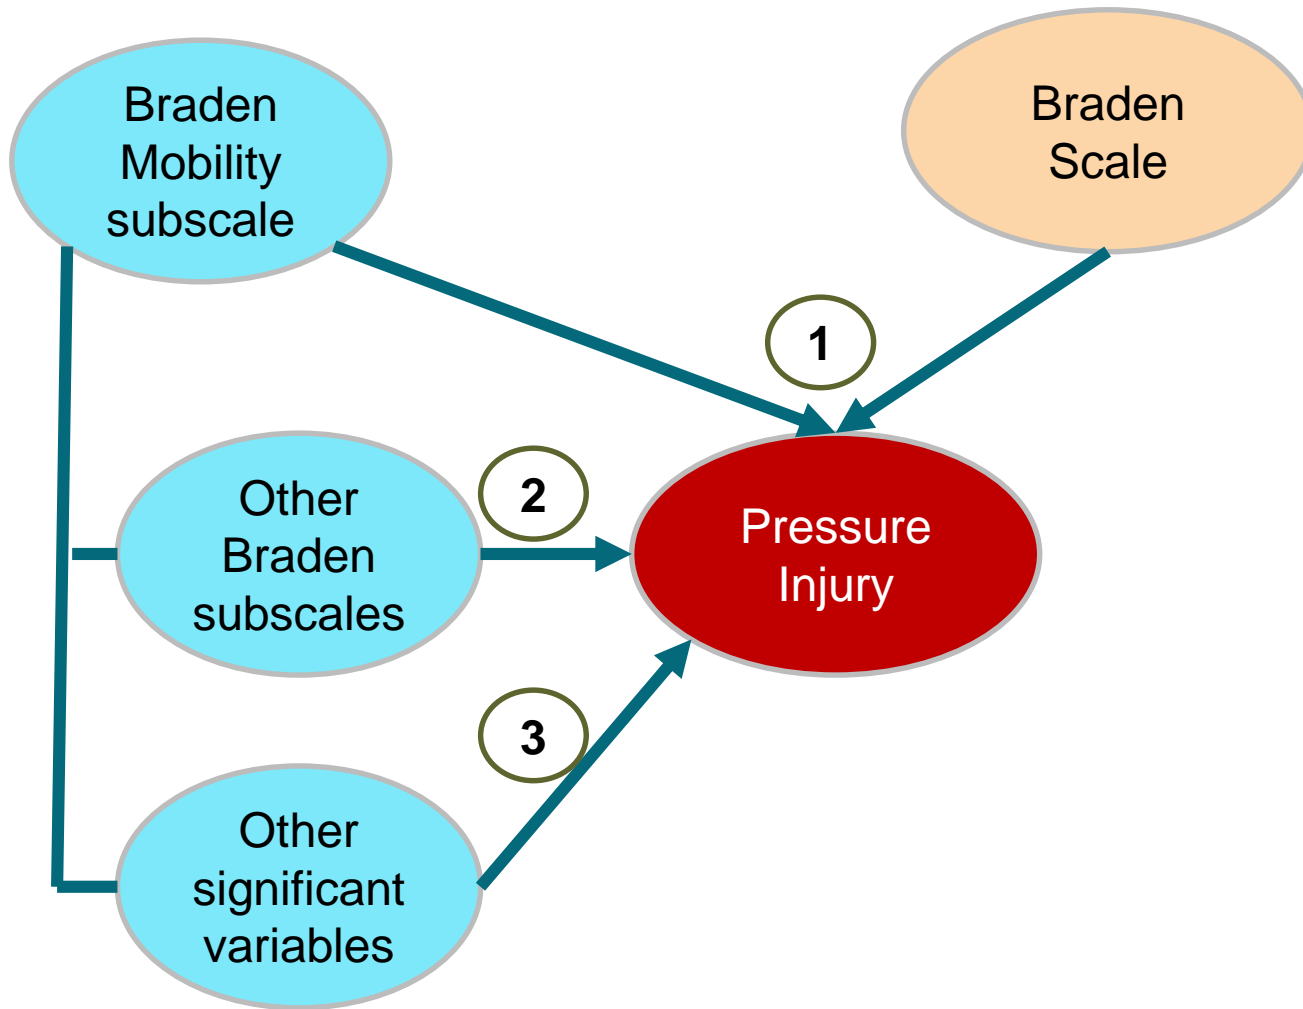 Braden
Mobility
subscale
Braden
Scale
1
Other
Braden
subscales
2
Pressure
Injury
3
Other
significant
variables